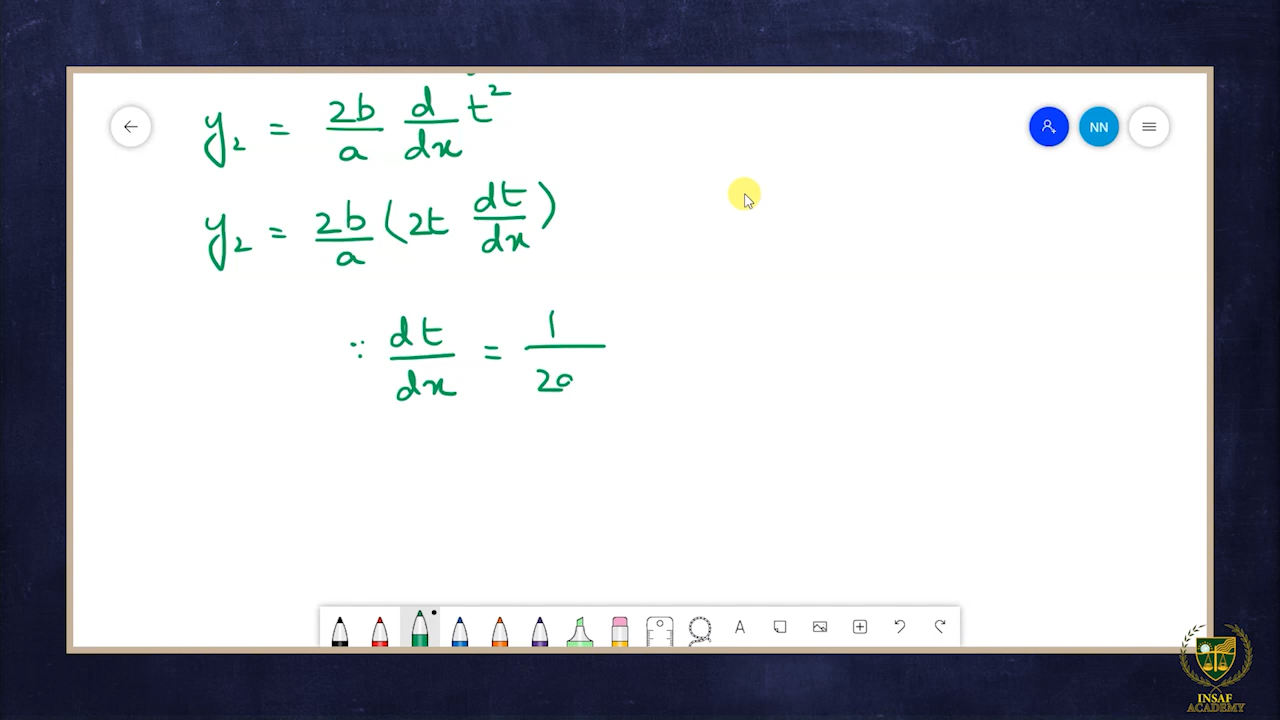 y₂ = 2b/a d/dx t²
y₂ = 2b/a (2t dt/dx)
∵ dt/dx = 1/2a
NN
A
INSAF
ACADEMY